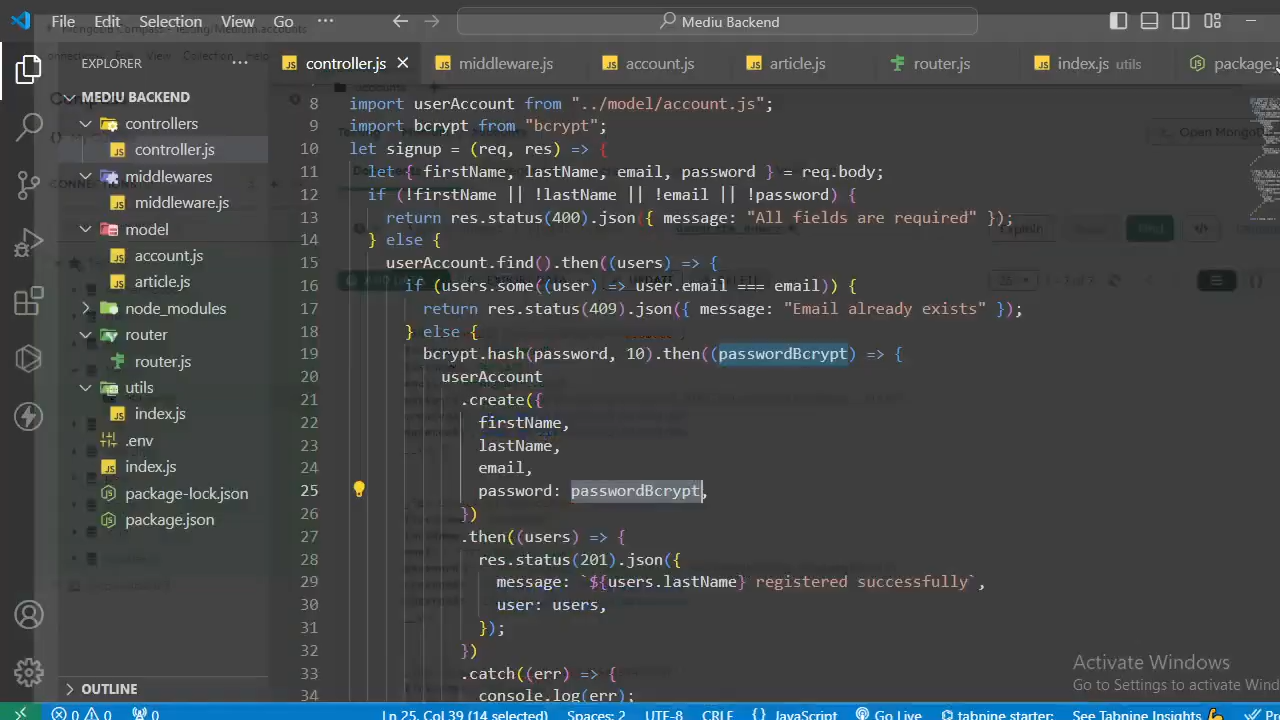 File Edit Selection View Go ··· Mediu Backend
EXPLORER ···
controller.js middleware.js account.js article.js router.js index.js utils package.j
MEDIU BACKEND
controllers
controller.js
middlewares
middleware.js
model
account.js
article.js
node_modules
router
router.js
utils
index.js
.env
index.js
package-lock.json
package.json
OUTLINE
8 import userAccount from "../model/account.js";
9 import bcrypt from "bcrypt";
10 let signup = (req, res) => {
11 let { firstName, lastName, email, password } = req.body;
12 if (!firstName || !lastName || !email || !password) {
13 return res.status(400).json({ message: "All fields are required" });
14 } else {
15 userAccount.find().then((users) => {
16 if (users.some((user) => user.email === email)) {
17 return res.status(409).json({ message: "Email already exists" });
18 } else {
19 bcrypt.hash(password, 10).then((passwordBcrypt) => {
20 userAccount
21 .create({
22 firstName,
23 lastName,
24 email,
25 password: passwordBcrypt,
26 })
27 .then((users) => {
28 res.status(201).json({
29 message: `${users.lastName} registered successfully`,
30 user: users,
31 });
32 })
33 .catch((err) => {
34 console.log(err);
Activate Windows
Go to Settings to activate Wind
0 0 0 Ln 25, Col 39 (14 selected) Spaces: 2 UTF-8 CRLF {} JavaScript Go Live tabnine starter: See Tabnine Insights